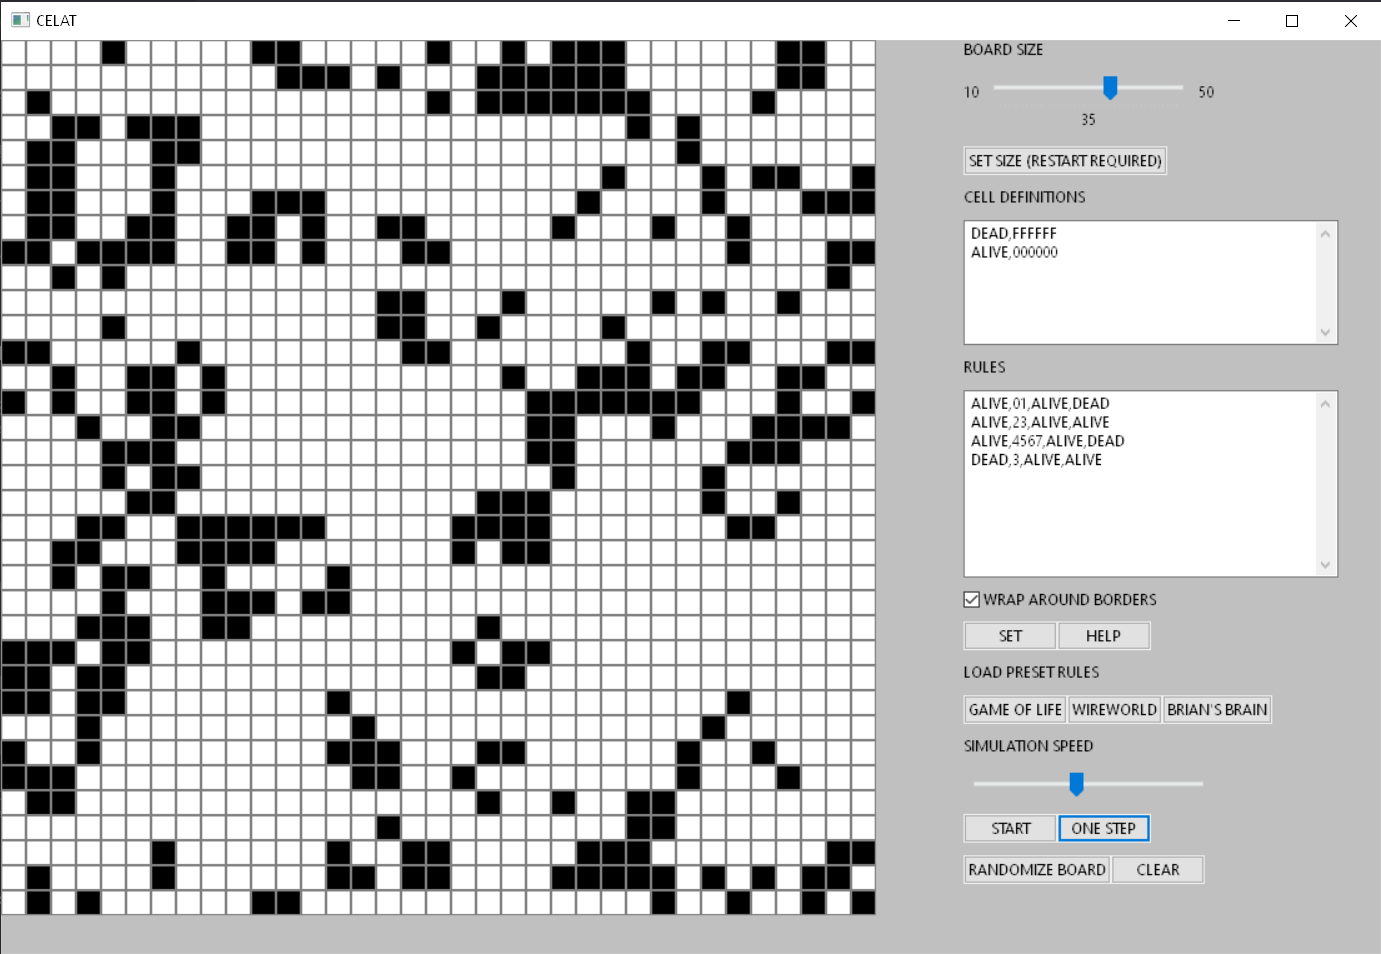 CELAT
BOARD SIZE
10 50
35
SET SIZE (RESTART REQUIRED)
CELL DEFINITIONS
DEAD,FFFFFF
ALIVE,000000
RULES
ALIVE,01,ALIVE,DEAD
ALIVE,23,ALIVE,ALIVE
ALIVE,4567,ALIVE,DEAD
DEAD,3,ALIVE,ALIVE
WRAP AROUND BORDERS
SET HELP
LOAD PRESET RULES
GAME OF LIFE WIREWORLD BRIAN'S BRAIN
SIMULATION SPEED
START ONE STEP
RANDOMIZE BOARD CLEAR